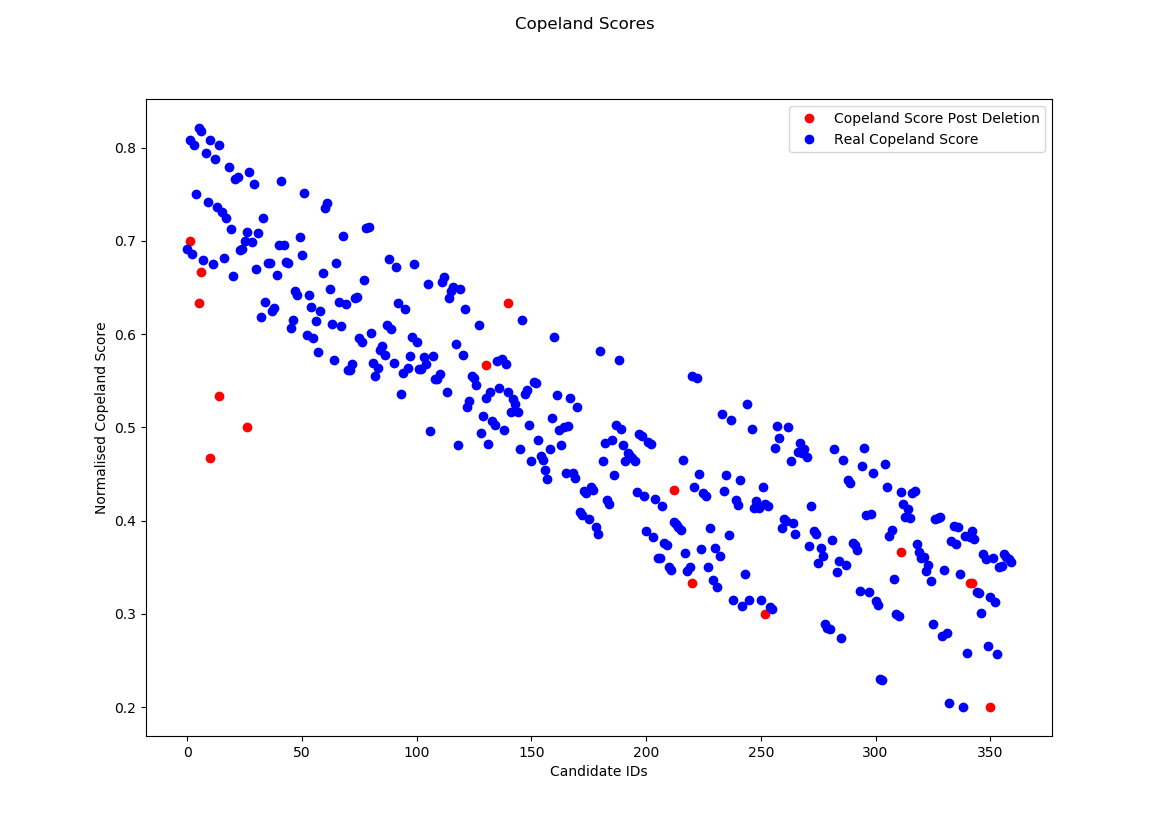 Copeland Scores
Copeland Score Post Deletion
Real Copeland Score
Normalised Copeland Score
0.8
0.7
0.6
0.5
0.4
0.3
0.2
0 50 100 150 200 250 300 350
Candidate IDs